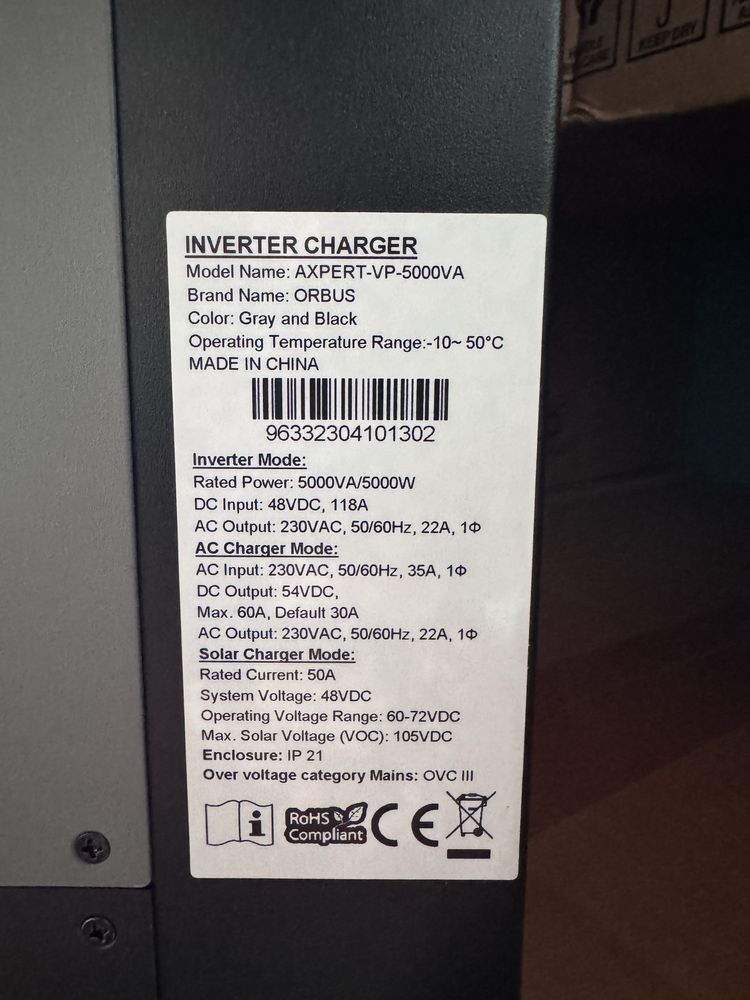 KEEP DRY
INVERTER CHARGER
Model Name: AXPERT-VP-5000VA
Brand Name: ORBUS
Color: Gray and Black
Operating Temperature Range:-10~ 50°C
MADE IN CHINA
96332304101302
Inverter Mode:
Rated Power: 5000VA/5000W
DC Input: 48VDC, 118A
AC Output: 230VAC, 50/60Hz, 22A, 1Φ
AC Charger Mode:
AC Input: 230VAC, 50/60Hz, 35A, 1Φ
DC Output: 54VDC,
Max. 60A, Default 30A
AC Output: 230VAC, 50/60Hz, 22A, 1Φ
Solar Charger Mode:
Rated Current: 50A
System Voltage: 48VDC
Operating Voltage Range: 60-72VDC
Max. Solar Voltage (VOC): 105VDC
Enclosure: IP 21
Over voltage category Mains: OVC III
i
RoHS
Compliant
CE